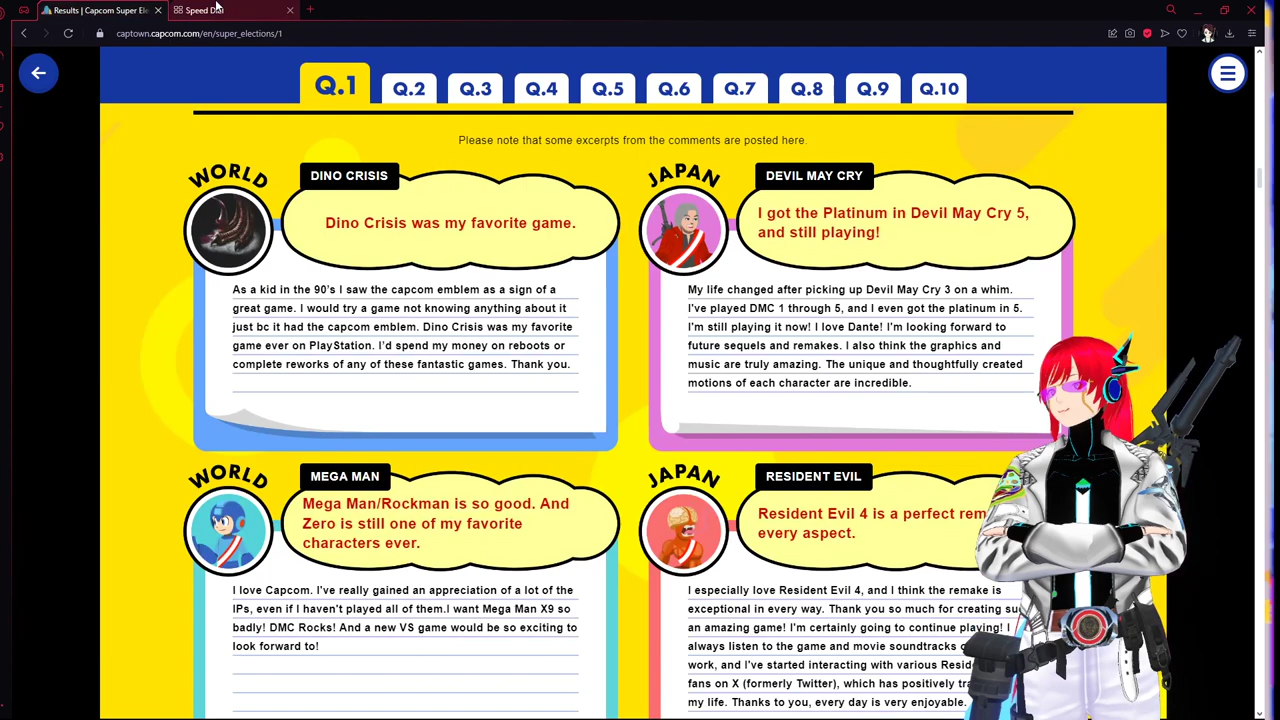 Results | Capcom Super Ele
Speed Dial
captown.capcom.com/en/super_elections/1
Q.1
Q.2
Q.3
Q.4
Q.5
Q.6
Q.7
Q.8
Q.9
Q.10
Please note that some excerpts from the comments are posted here.
WORLD
DINO CRISIS
Dino Crisis was my favorite game.
As a kid in the 90's I saw the capcom emblem as a sign of a
great game. I would try a game not knowing anything about it
just bc it had the capcom emblem. Dino Crisis was my favorite
game ever on PlayStation. I'd spend my money on reboots or
complete reworks of any of these fantastic games. Thank you.
JAPAN
DEVIL MAY CRY
I got the Platinum in Devil May Cry 5,
and still playing!
My life changed after picking up Devil May Cry 3 on a whim.
I've played DMC 1 through 5, and I even got the platinum in 5.
I'm still playing it now! I love Dante! I'm looking forward to
future sequels and remakes. I also think the graphics and
music are truly amazing. The unique and thoughtfully created
motions of each character are incredible.
WORLD
MEGA MAN
Mega Man/Rockman is so good. And
Zero is still one of my favorite
characters ever.
I love Capcom. I've really gained an appreciation of a lot of the
IPs, even if I haven't played all of them.I want Mega Man X9 so
badly! DMC Rocks! And a new VS game would be so exciting to
look forward to!
JAPAN
RESIDENT EVIL
Resident Evil 4 is a perfect rem
every aspect.
I especially love Resident Evil 4, and I think the remake is
exceptional in every way. Thank you so much for creating su
an amazing game! I'm certainly going to continue playing! I
always listen to the game and movie soundtracks
work, and I've started interacting with various Resid
fans on X (formerly Twitter), which has positively tra
my life. Thanks to you, every day is very enjoyable.